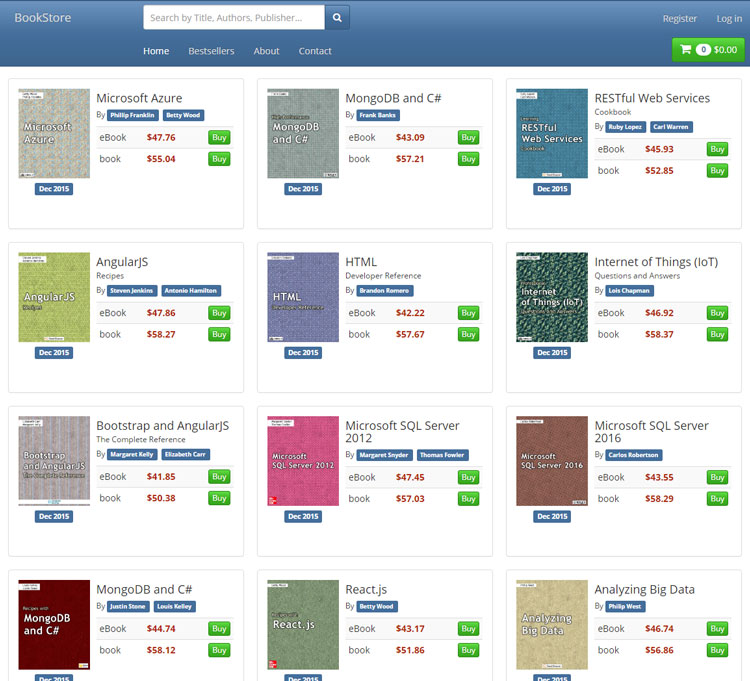 BookStore
Search by Title, Authors, Publisher...
Register Log in
Home Bestsellers About Contact
0 $0.00
Microsoft
Azure
Dec 2015
Microsoft Azure
By Phillip Franklin Betty Wood
eBook $47.76 Buy
book $55.04 Buy
MongoDB
and C#
Dec 2015
MongoDB and C#
By Frank Banks
eBook $43.09 Buy
book $57.21 Buy
Learning
RESTful
Web Services
Cookbook
Dec 2015
RESTful Web Services
Cookbook
By Ruby Lopez Carl Warren
eBook $45.93 Buy
book $52.85 Buy
AngularJS
Recipes
Dec 2015
AngularJS
Recipes
By Steven Jenkins Antonio Hamilton
eBook $47.86 Buy
book $58.27 Buy
HTML
Developer Reference
Dec 2015
HTML
Developer Reference
By Brandon Romero
eBook $42.22 Buy
book $57.67 Buy
Internet
of Things (IoT)
Questions and Answers
Dec 2015
Internet of Things (IoT)
Questions and Answers
By Lois Chapman
eBook $46.92 Buy
book $58.37 Buy
Bootstrap
and AngularJS
The Complete Reference
Dec 2015
Bootstrap and AngularJS
The Complete Reference
By Margaret Kelly Elizabeth Carr
eBook $41.85 Buy
book $50.38 Buy
Microsoft
SQL Server 2012
Dec 2015
Microsoft SQL Server
2012
By Margaret Snyder Thomas Fowler
eBook $47.45 Buy
book $57.03 Buy
Microsoft
SQL Server 2016
Dec 2015
Microsoft SQL Server
2016
By Carlos Robertson
eBook $43.55 Buy
book $58.29 Buy
Recipes with
MongoDB
and C#
Dec 2015
MongoDB and C#
By Justin Stone Louis Kelley
eBook $44.74 Buy
book $58.12 Buy
Recipes with
React.js
Dec 2015
React.js
By Betty Wood
eBook $43.17 Buy
book $51.86 Buy
Analyzing
Big Data
Dec 2015
Analyzing Big Data
By Philip West
eBook $46.74 Buy
book $56.86 Buy